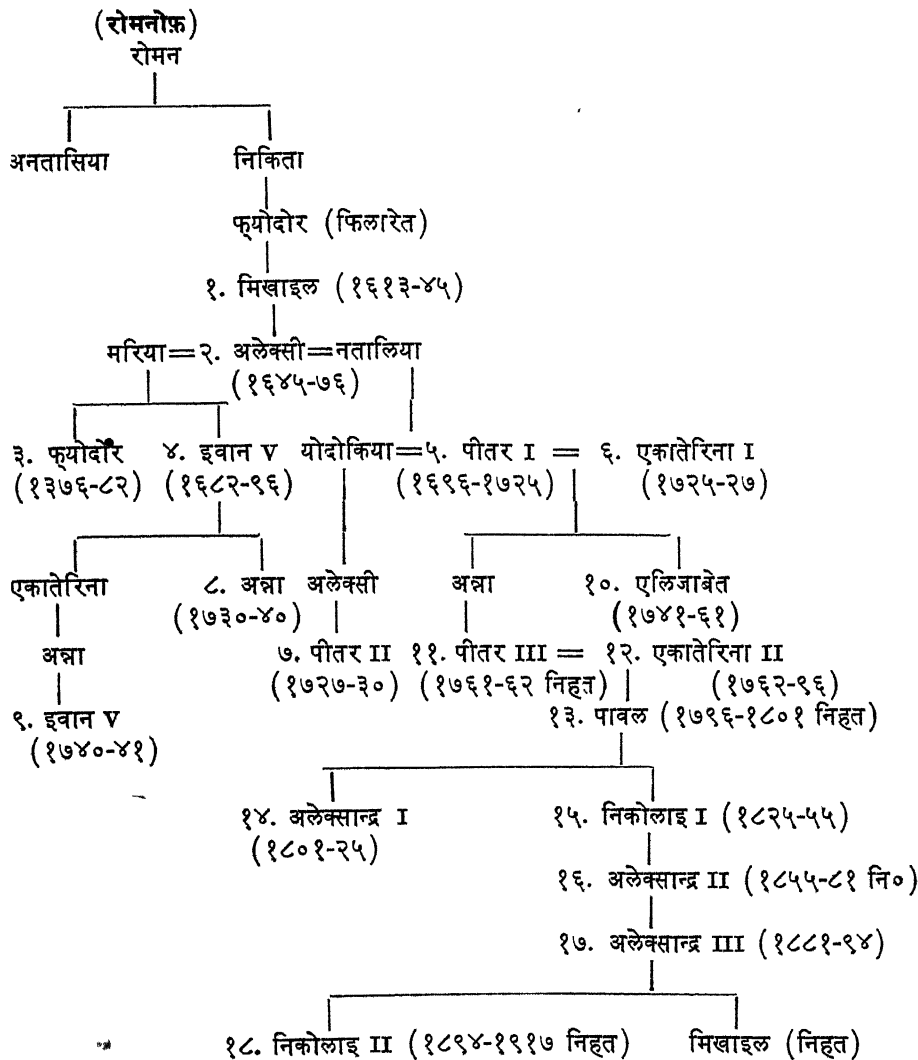 (रोमनोफ़)
रोमन
अनतासिया निकिता
फ्योदोर (फिलारेत)
१. मिखाइल (१६१३-४५)
मरिया=२. अलेक्सी=नतालिया
(१६४५-७६)
३. फ्योदोर ४. इवान V योदोकिया=५. पीतर I = ६. एकातेरिना I
(१३७६-८२) (१६८२-९६) (१६९६-१७२५) (१७२५-२७)
एकातेरिना ८. अन्ना अलेक्सी अन्ना १०. एलिजाबेत
(१७३०-४०) (१७४१-६१)
अन्ना ७. पीतर II ११. पीतर III = १२. एकातेरिना II
(१७२७-३०) (१७६१-६२ निहत) (१७६२-९६)
९. इवान V १३. पावल (१७९६-१८०१ निहत)
(१७४०-४१)
१४. अलेक्सान्द्र I १५. निकोलाइ I (१८२५-५५)
(१८०१-२५)
१६. अलेक्सान्द्र II (१८५५-८१ नि०)
१७. अलेक्सान्द्र III (१८८१-९४)
१८. निकोलाइ II (१८९४-१९१७ निहत) मिखाइल (निहत)